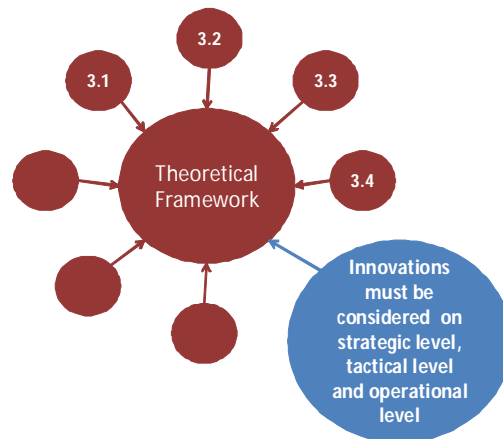 3.2
3.1
3.3
Theoretical
Framework
3.4
Innovations
must be
considered on
strategic level,
tactical level
and operational
level